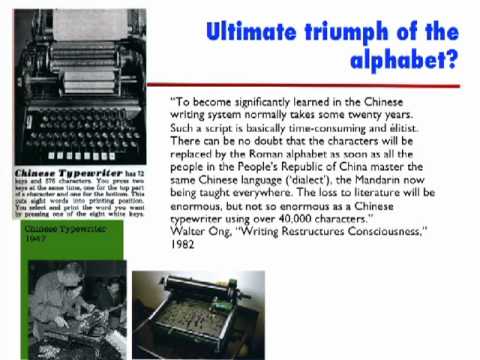 Ultimate triumph of the
alphabet?
“To become significantly learned in the Chinese
writing system normally takes some twenty years.
Such a script is basically time-consuming and élitist.
There can be no doubt that the characters will be
replaced by the Roman alphabet as soon as all the
people in the People’s Republic of China master the
same Chinese language (‘dialect’), the Mandarin now
being taught everywhere. The loss to literature will be
enormous, but not so enormous as a Chinese
typewriter using over 40,000 characters.”
Walter Ong, “Writing Restructures Consciousness,”
1982
Chinese Typewriter has 72
keys and 576 characters. You press two
keys at the same time, one for the top part
of a character and one for the bottom. This
puts eight words into printing position.
You select and print the word you want
by pressing one of the eight white keys.
Chinese Typewriter
1947